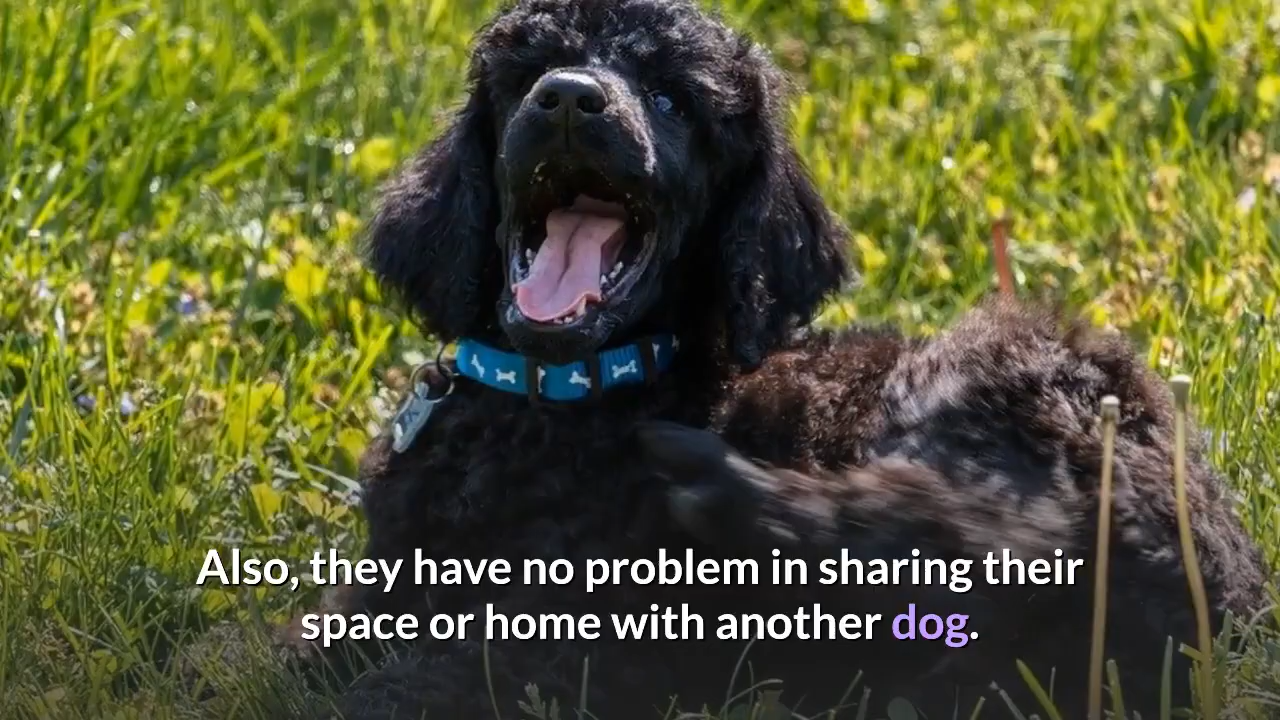 Also, they have no problem in sharing their
space or home with another dog.